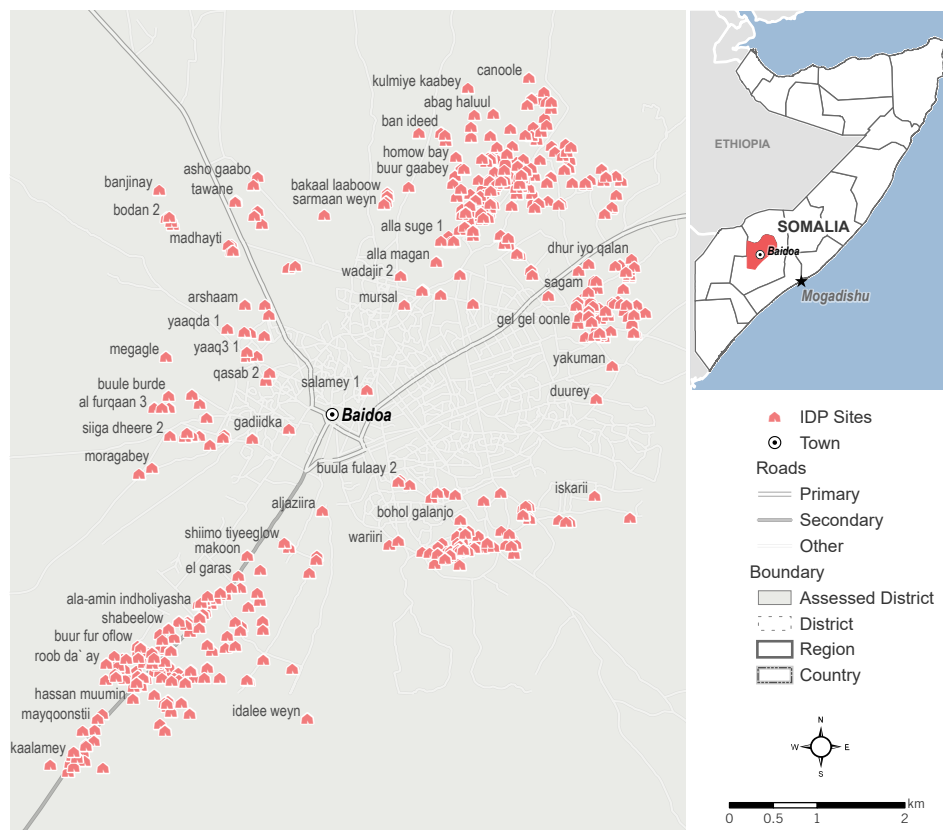 canoole
kulmiye kaabey
abag haluul
ban ideed
homow bay
buur gaabey
asho gaabo
tawane
banjinay
bodan 2
madhayti
bakaal laaboow
sarmaan weyn
alla suge 1
alla magan
wadajir 2
mursal
dhur iyo qalan
sagam
gel gel oonle
yakuman
duurey
arshaam
yaaqda 1
yaaq3 1
megagle
qasab 2
salamey 1
buule burde
al furqaan 3
siiga dheere 2
gadiidka
moragabey
Baidoa
buula fulaay 2
iskarii
aljaziira
bohol galanjo
wariiri
shiimo tiyeeglow
makoon
el garas
ala-amin indholiyasha
shabeelow
buur fur oflow
roob da` ay
hassan muumin
mayqoonstii
idalee weyn
kaalamey
ETHIOPIA
SOMALIA
Baidoa
Mogadishu
IDP Sites
Town
Roads
Primary
Secondary
Other
Boundary
Assessed District
District
Region
Country
N
W E
S
km
0 0.5 1 2